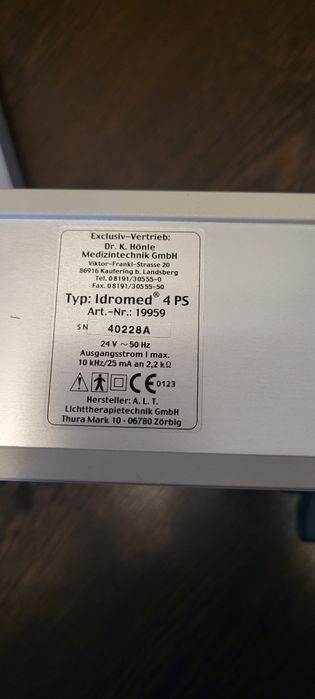 Exclusiv-Vertrieb:
Dr. K. Hönle
Medizintechnik GmbH
Viktor-Frankl-Strasse 20
86916 Kaufering b. Landsberg
Tel. 08191/30555-0
Fax. 08191/30555-50
Typ: Idromed® 4 PS
Art.-Nr.: 19959
SN 40228A
24 V ~ 50 Hz
Ausgangsstrom I max.
10 kHz/25 mA an 2,2 kΩ
CE 0123
Hersteller: A. L. T.
Lichttherapietechnik GmbH
Thura Mark 10 - 06780 Zörbig